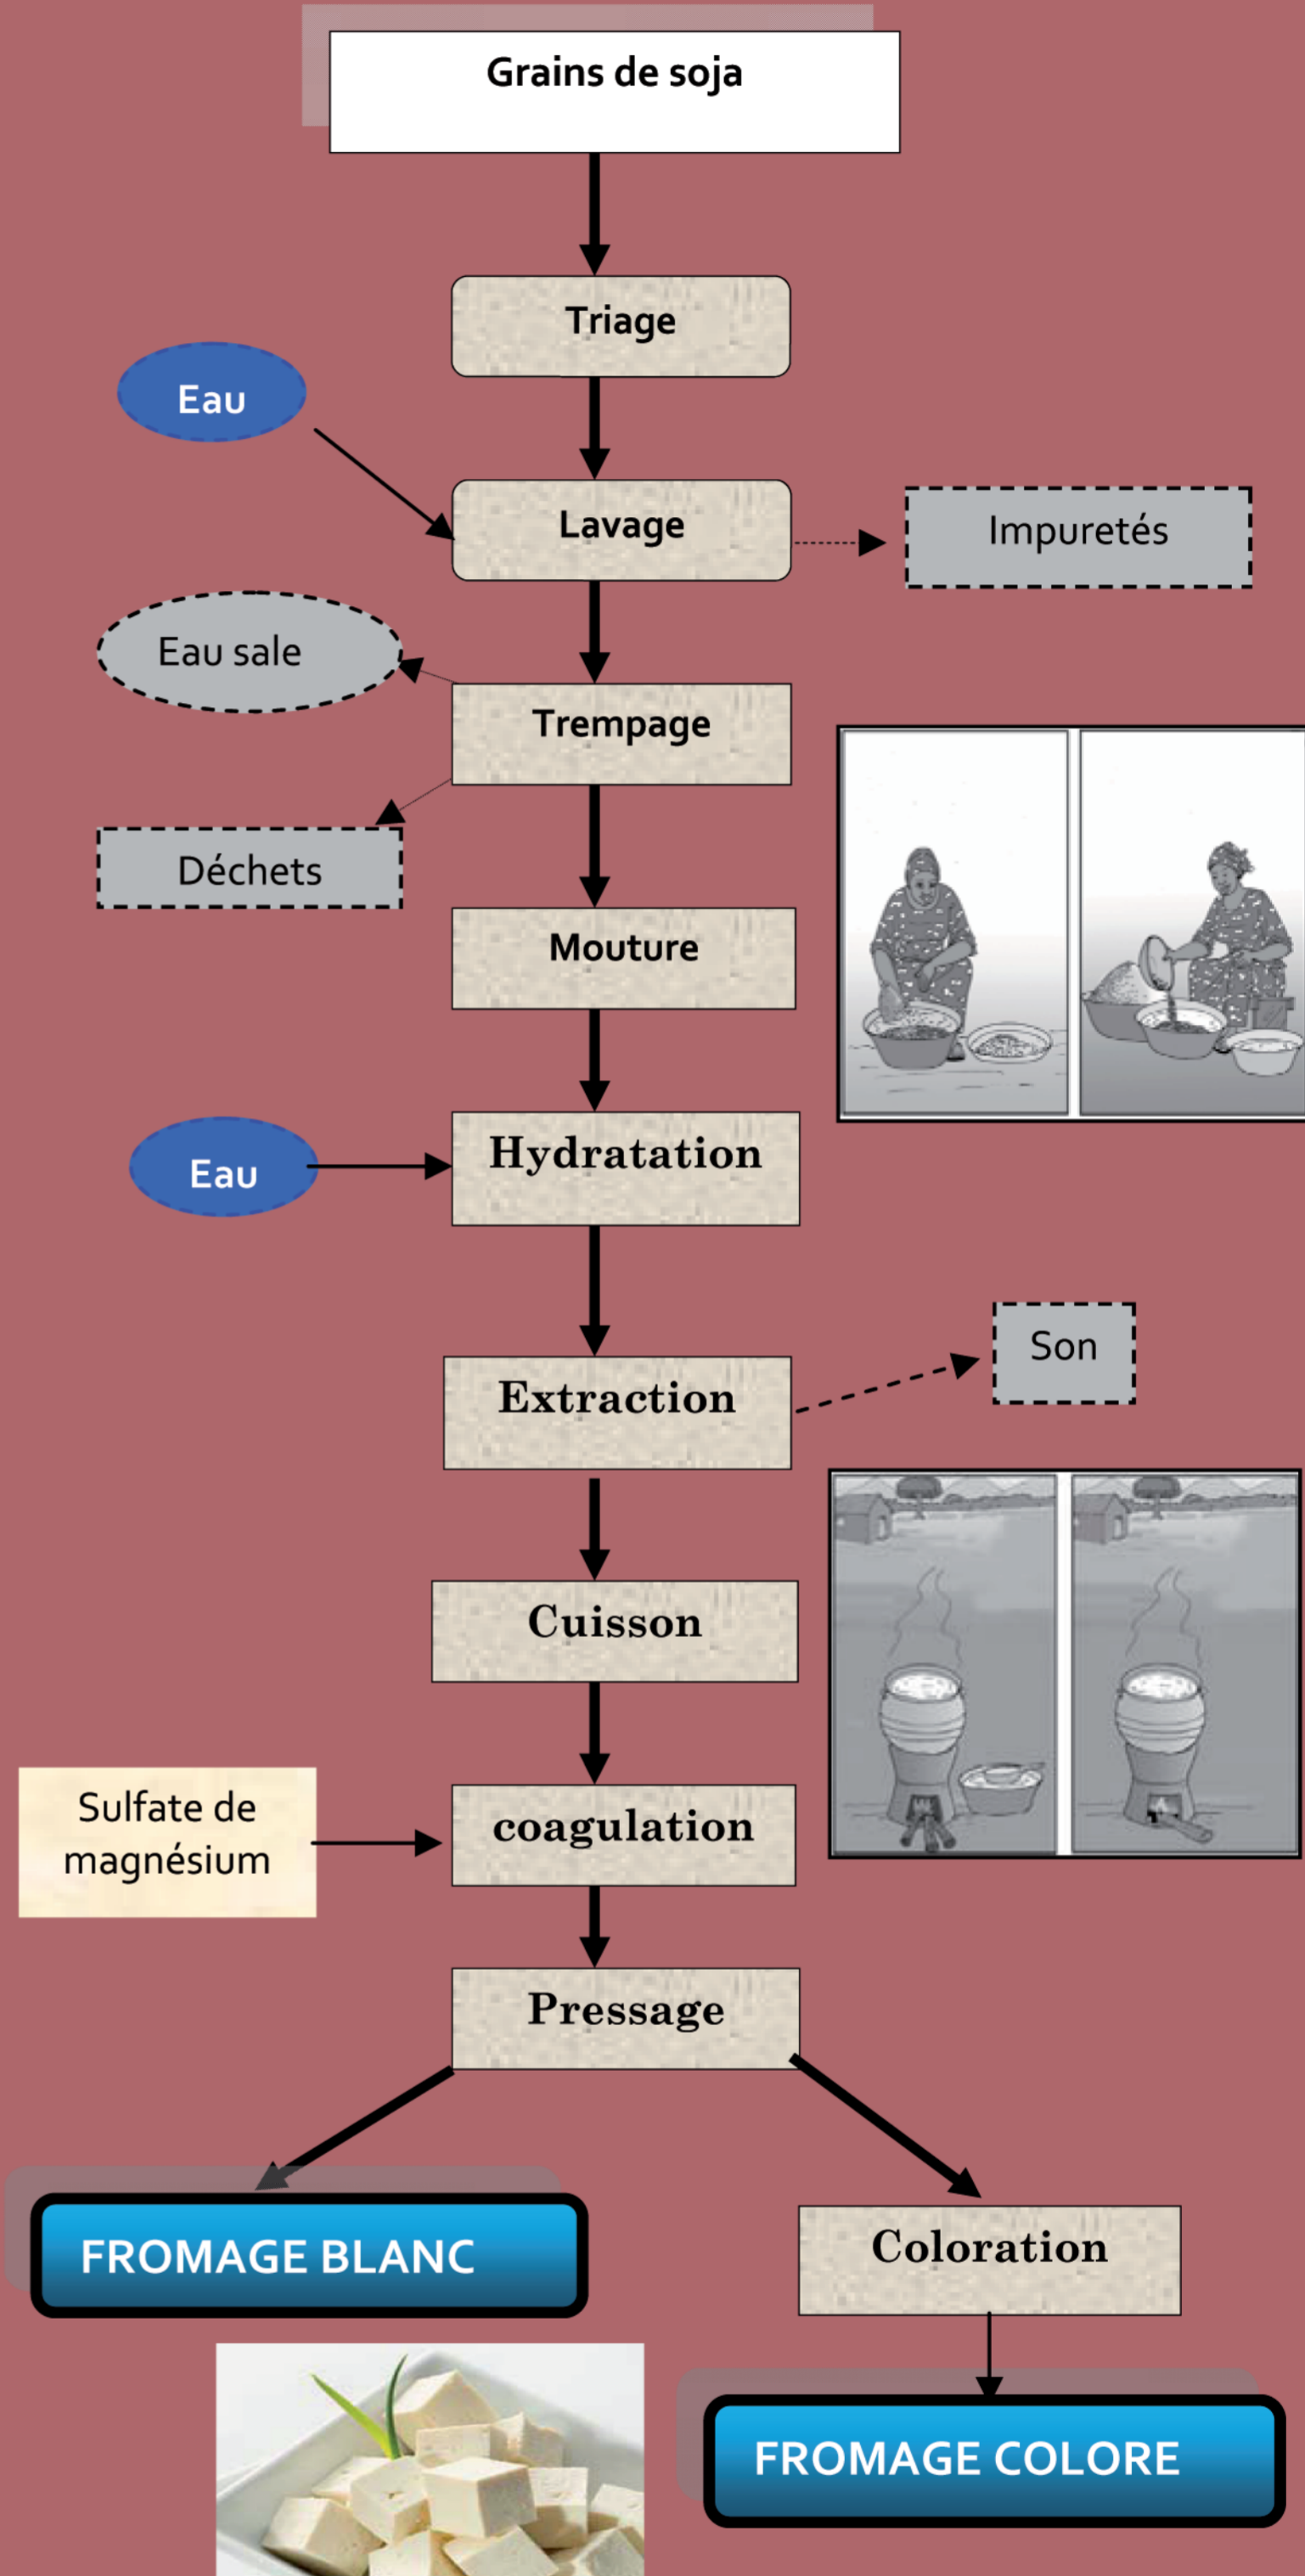 Grains de soja
Triage
Eau
Lavage
Impuretés
Eau sale
Trempage
Déchets
Mouture
Eau
Hydratation
Son
Extraction
Cuisson
Sulfate de
magnésium
coagulation
Pressage
FROMAGE BLANC
Coloration
FROMAGE COLORE